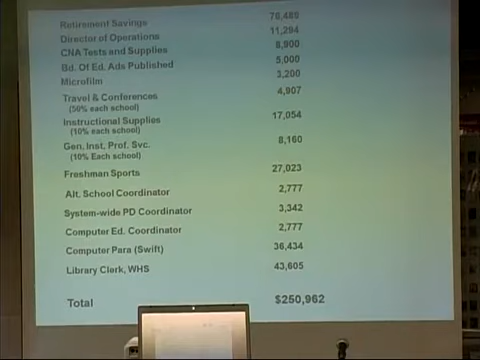 Retirement Savings 70,480
Director of Operations 11,294
CNA Tests and Supplies 8,900
Bd. Of Ed. Ads Published 5,000
Microfilm 3,200
Travel & Conferences 4,907
(50% each school)
Instructional Supplies 17,054
(10% each school)
Gen. Inst. Prof. Svc. 8,160
(10% Each school)
Freshman Sports 27,023
Alt. School Coordinator 2,777
System-wide PD Coordinator 3,342
Computer Ed. Coordinator 2,777
Computer Para (Swift) 36,434
Library Clerk, WHS 43,605
Total $250,962